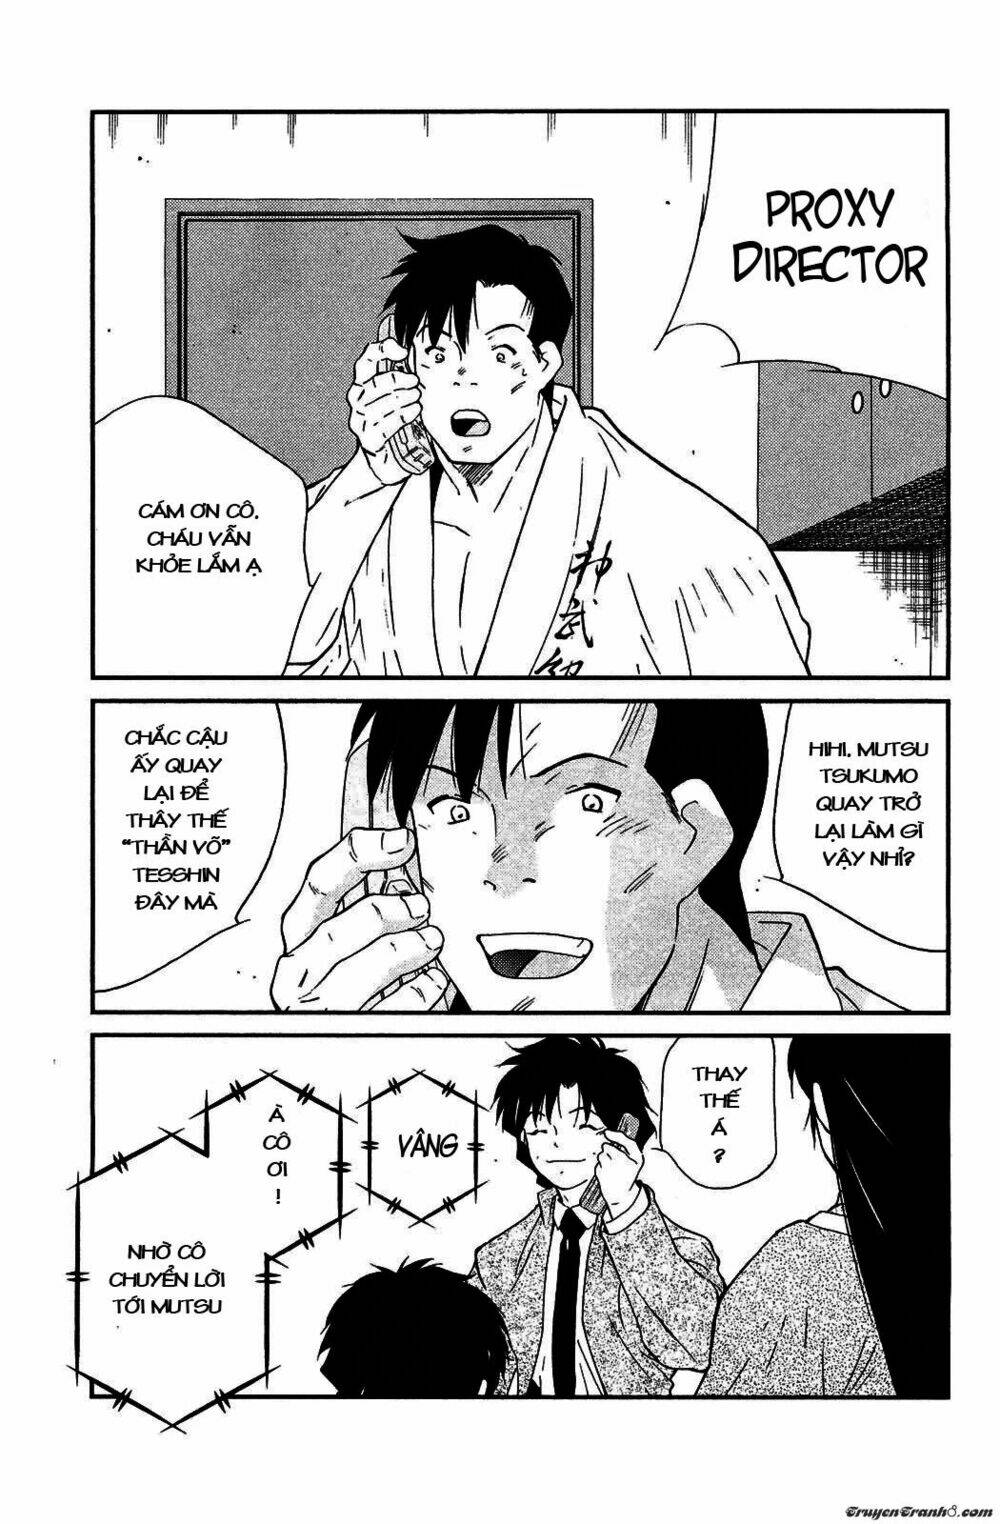 PROXY
DIRECTOR
CÁM ƠN CÔ.
CHÁU VẪN
KHỎE LẮM Ạ
HIHI. MUTSU
TSUKUMO
QUAY TRỞ
LẠI LÀM GÌ
VẬY NHỈ?
CHẮC CẬU
ẤY QUAY
LẠI ĐỂ
THÂY THẾ
“THẦN VÕ”
TESSHIN
ĐÂY MÀ
THAY
THẾ
Á?
VÂNG
À
CÔ
ƠI
!
NHỜ CÔ
CHUYỂN LỜI
TỚI MUTSU
TruyenTranh8.com